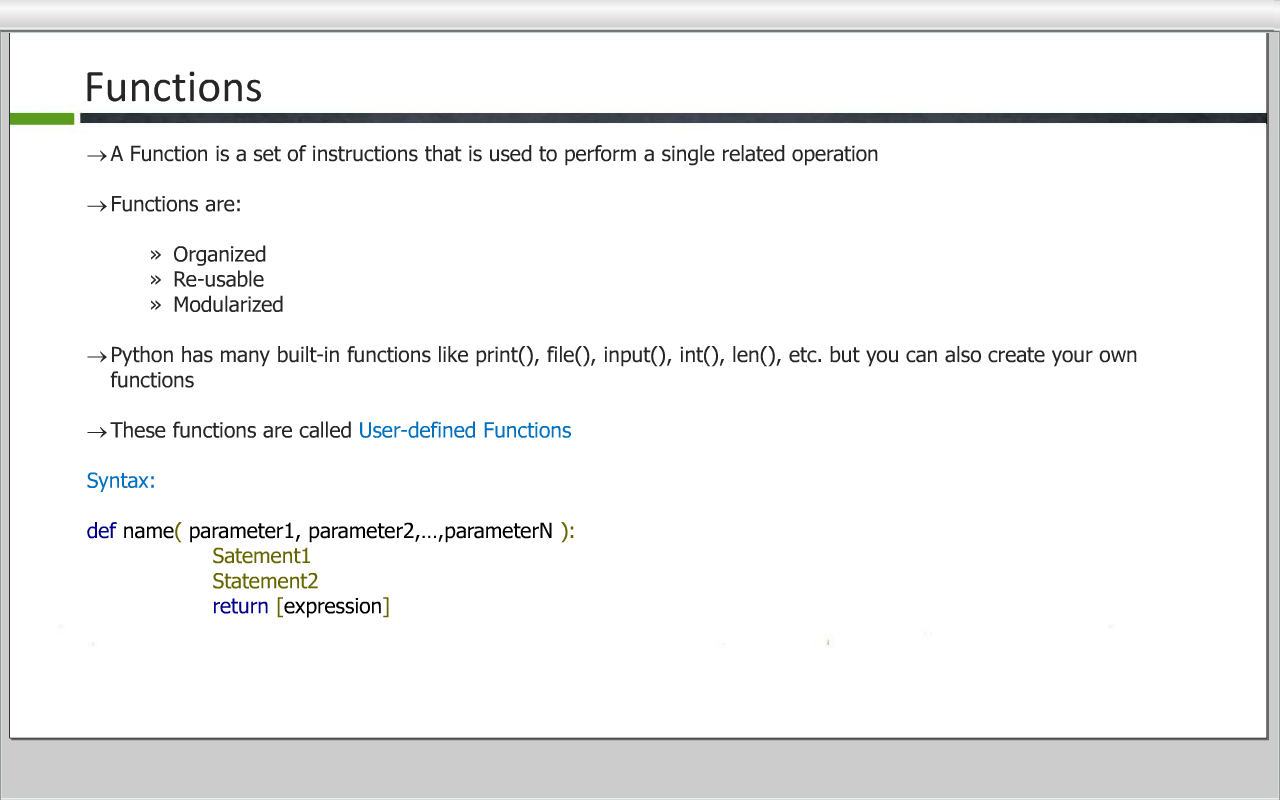 Functions
→A Function is a set of instructions that is used to perform a single related operation
→Functions are:
» Organized
» Re-usable
» Modularized
→Python has many built-in functions like print(), file(), input(), int(), len(), etc. but you can also create your own
functions
→These functions are called User-defined Functions
Syntax:
def name( parameter1, parameter2,...,parameterN ):
Satement1
Statement2
return [expression]